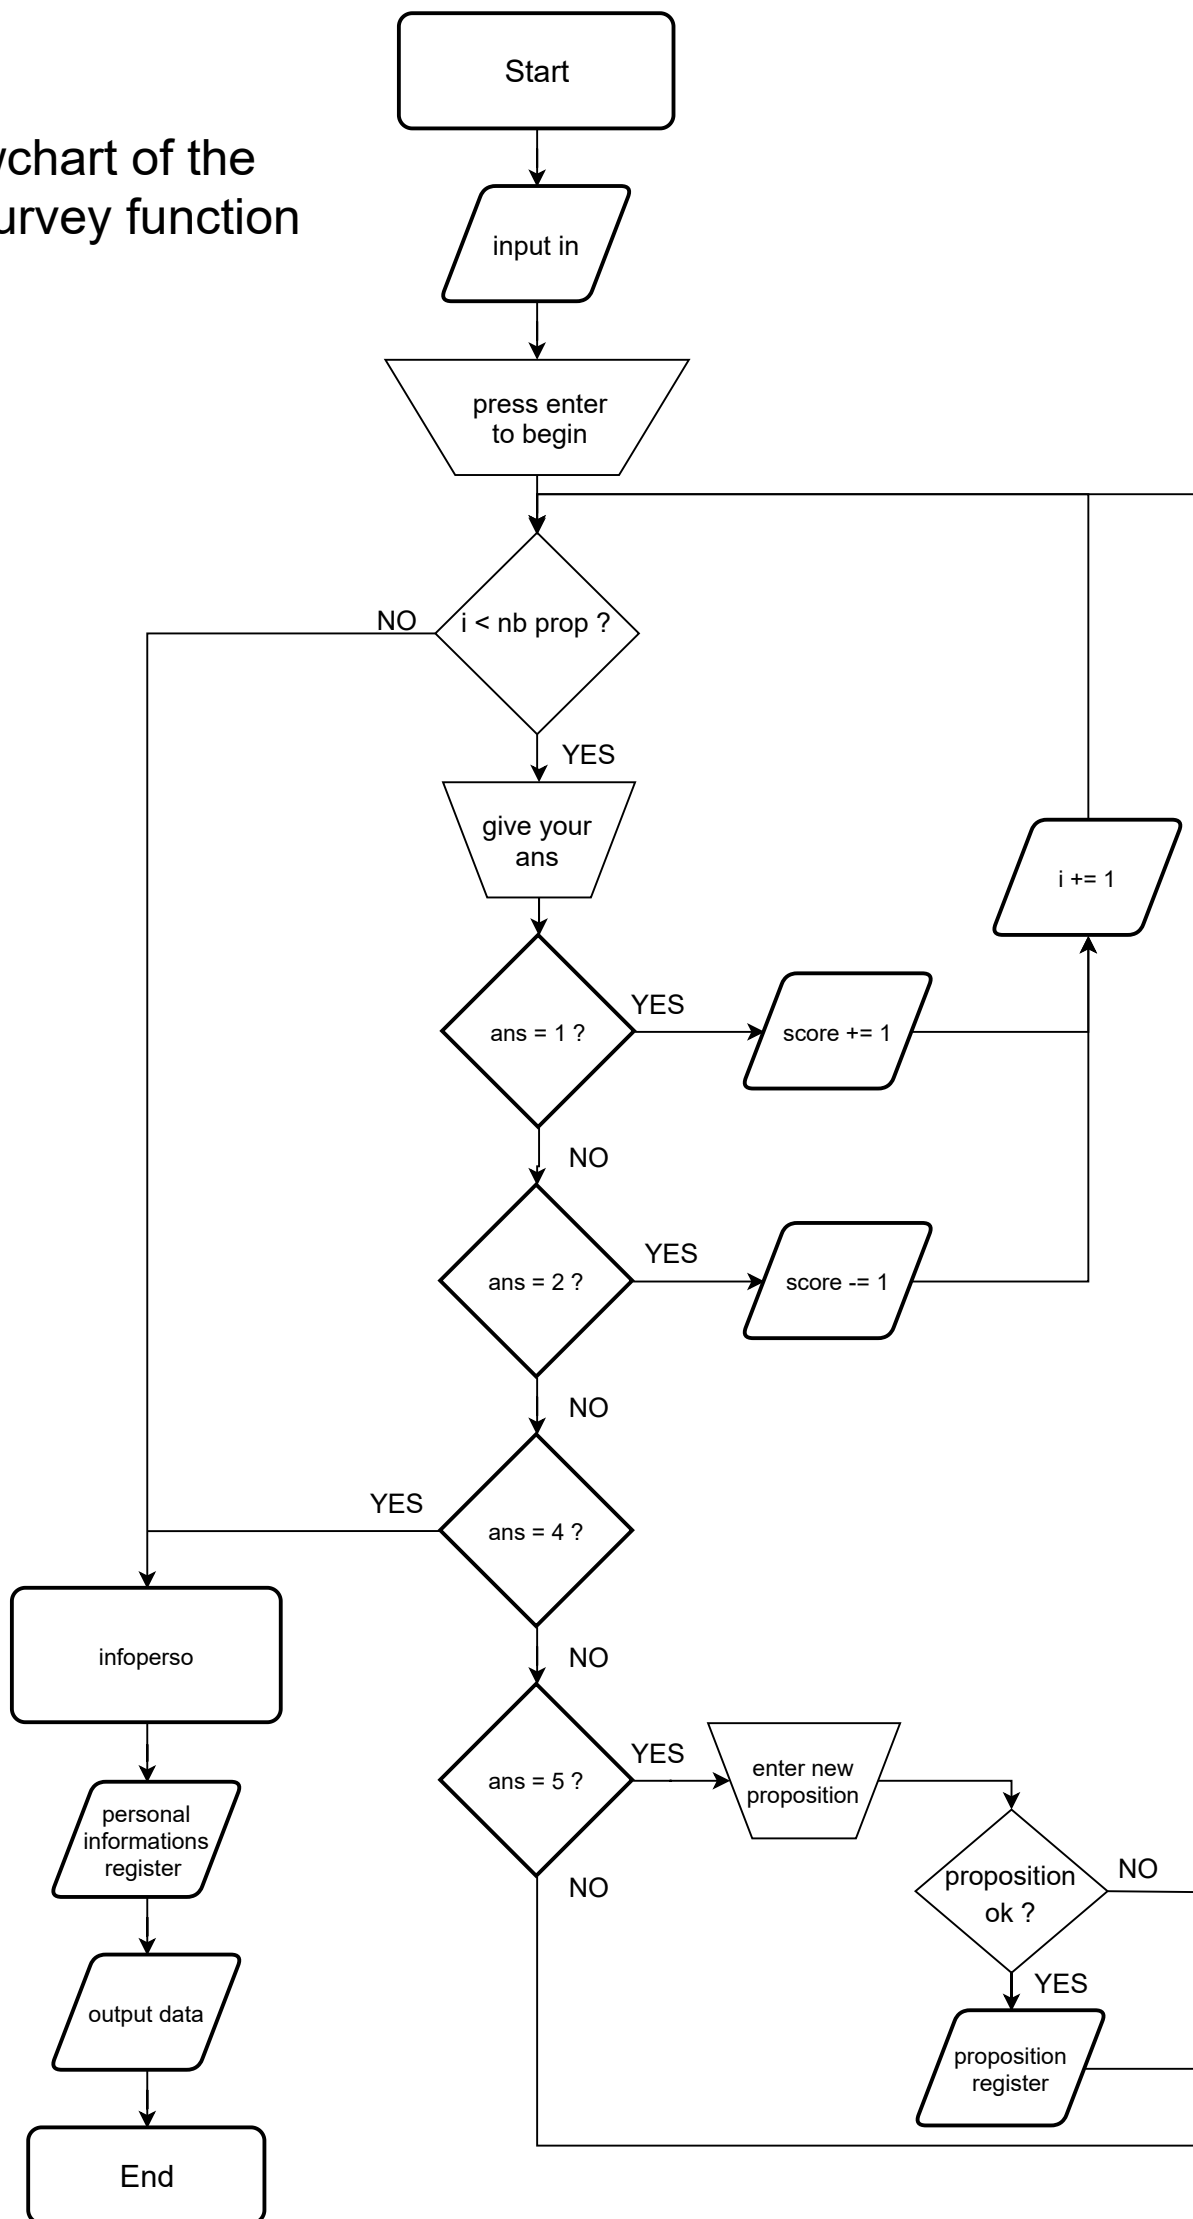 Start
wchart of the
urvey function
input in
press enter
to begin
i < nb prop ?
NO
YES
give your
ans
i += 1
ans = 1 ?
YES
score += 1
NO
ans = 2 ?
YES
score -= 1
NO
ans = 4 ?
YES
NO
infoperso
ans = 5 ?
YES
enter new
proposition
NO
personal
informations
register
proposition
ok ?
NO
YES
output data
proposition
register
End